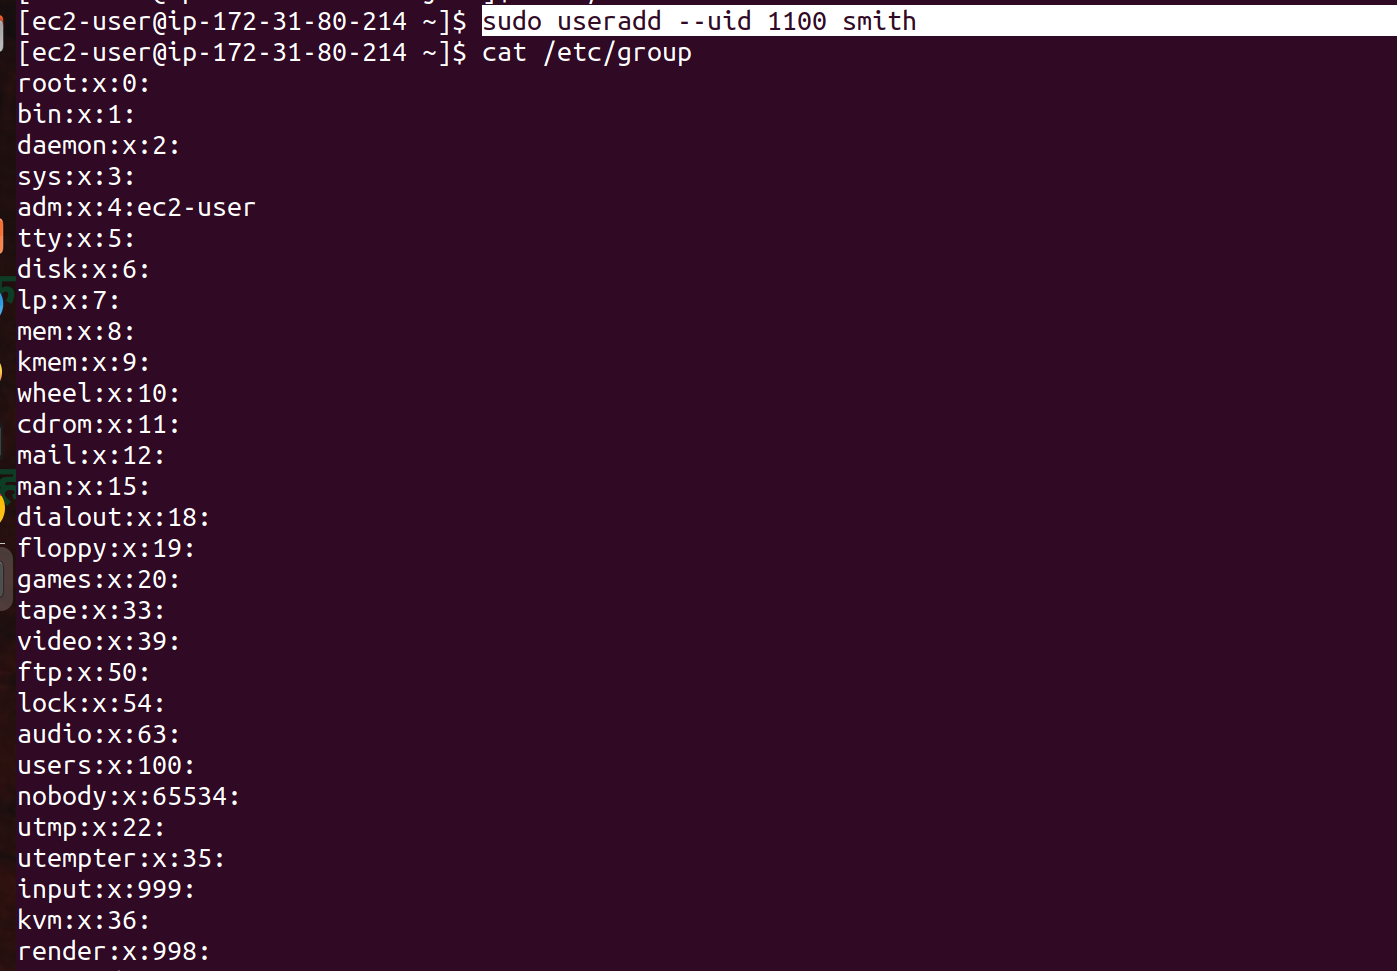 [ec2-user@ip-172-31-80-214 ~]$ sudo useradd --uid 1100 smith
[ec2-user@ip-172-31-80-214 ~]$ cat /etc/group
root:x:0:
bin:x:1:
daemon:x:2:
sys:x:3:
adm:x:4:ec2-user
tty:x:5:
disk:x:6:
lp:x:7:
mem:x:8:
kmem:x:9:
wheel:x:10:
cdrom:x:11:
mail:x:12:
man:x:15:
dialout:x:18:
floppy:x:19:
games:x:20:
tape:x:33:
video:x:39:
ftp:x:50:
lock:x:54:
audio:x:63:
users:x:100:
nobody:x:65534:
utmp:x:22:
utempter:x:35:
input:x:999:
kvm:x:36:
render:x:998: